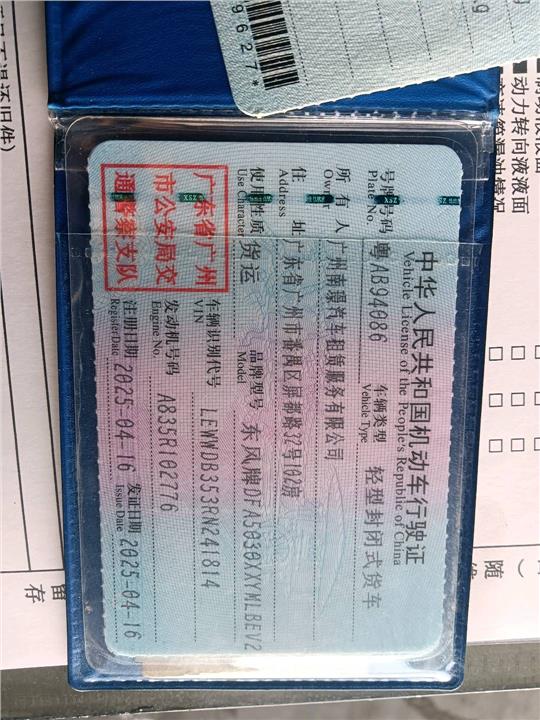 中华人民共和国机动车行驶证
Vehicle License of the People's Republic of China
号牌号码 粤AB94086 车辆类型 轻型封闭式货车
Plate No. Vehicle Type
所有人 广州南璟汽车租赁服务有限公司
Owner
住址 广东省广州市番禺区屏都路32号102房
Address
使用性质 货运 品牌型号 东风牌DFA5030XXYMLBEV2
Use Character Model
广东省广州
市公安局交
通警察支队
车辆识别代号 LEWWDB353RN241814
VIN
发动机号码 A835R102776
Engine No.
注册日期 2025-04-16 发证日期 2025-04-16
Register Date Issue Date
9627*
动力转向液液面
随
留
存